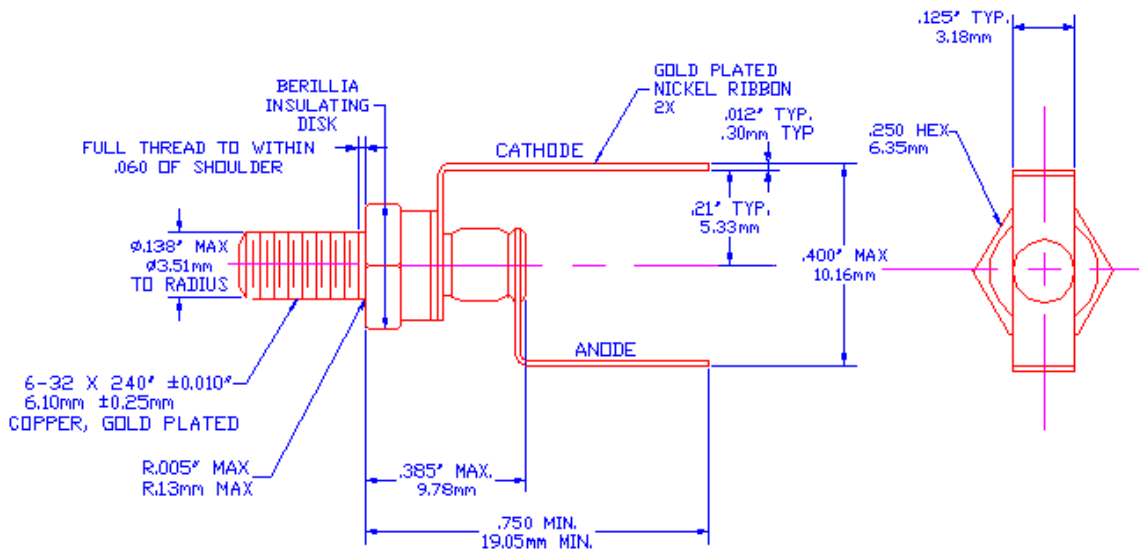 .125" TYP.
3.18mm
GOLD PLATED
NICKEL RIBBON
2X
BERILLIA
INSULATING
DISK
.012" TYP.
.30mm TYP
.250 HEX
6.35mm
FULL THREAD TO WITHIN
.060 OF SHOULDER
CATHODE
.21" TYP.
5.33mm
Ø.138" MAX
Ø3.51mm
TO RADIUS
.400" MAX
10.16mm
ANODE
6-32 X 240" ±0.010"
6.10mm ±0.25mm
COPPER, GOLD PLATED
R.005" MAX
R.13mm MAX
.385" MAX.
9.78mm
.750 MIN.
19.05mm MIN.